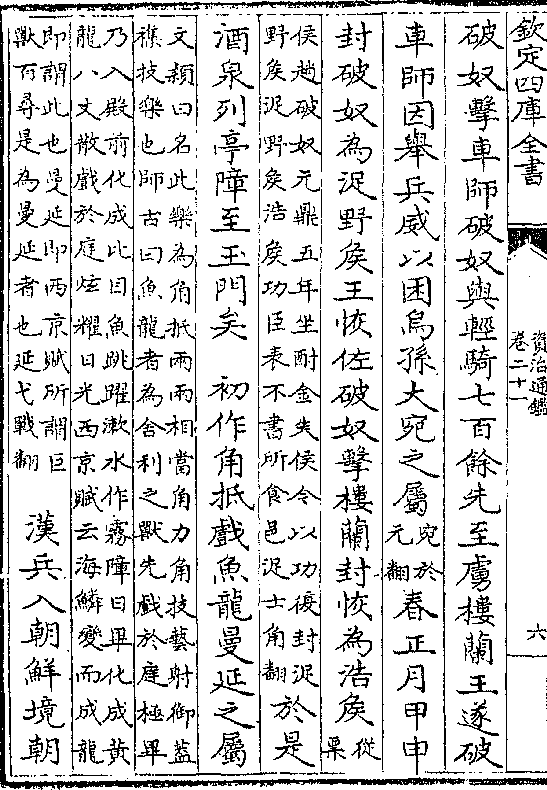 欽定四庫全書
資治通鑑
卷二十一
六
破奴擊車師破奴與輕騎七百餘先至虜樓蘭王遂破
車師因舉兵威以困烏孫大宛之屬
宛於
元翻
春正月甲申
封破奴為浞野矦王恢佐破奴擊樓蘭封恢為浩矦
從
票
侯趙破奴元鼎五年坐酎金失侯今以功復封浞
野矦浞野矦浩矦功臣表不書所食邑浞士角翻
於是
酒泉列亭障至玉門矣 初作角抵戲魚龍曼延之屬
文穎曰名此樂為角抵兩兩相當角力角技藝射御蓋
襍技樂也師古曰魚龍者為舍利之獸先戲於庭極畢
乃入殿前化成比目魚跳躍漱水作霧障日畢化成黃
龍八丈散戲於庭炫耀日光西京賦云海鱗變而成龍
即謂此也曼延即西京賦所謂巨
獸百尋是為曼延者也延弋戰翻
漢兵入朝鮮境朝